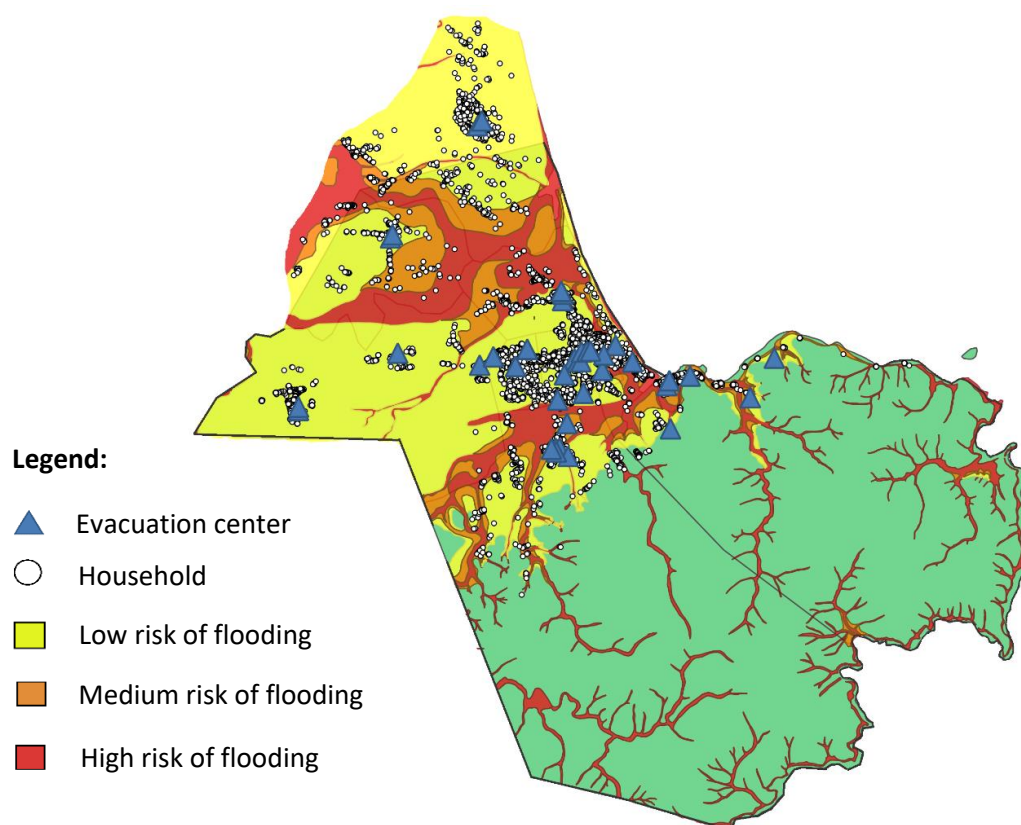 Legend:
Evacuation center
Household
Low risk of flooding
Medium risk of flooding
High risk of flooding